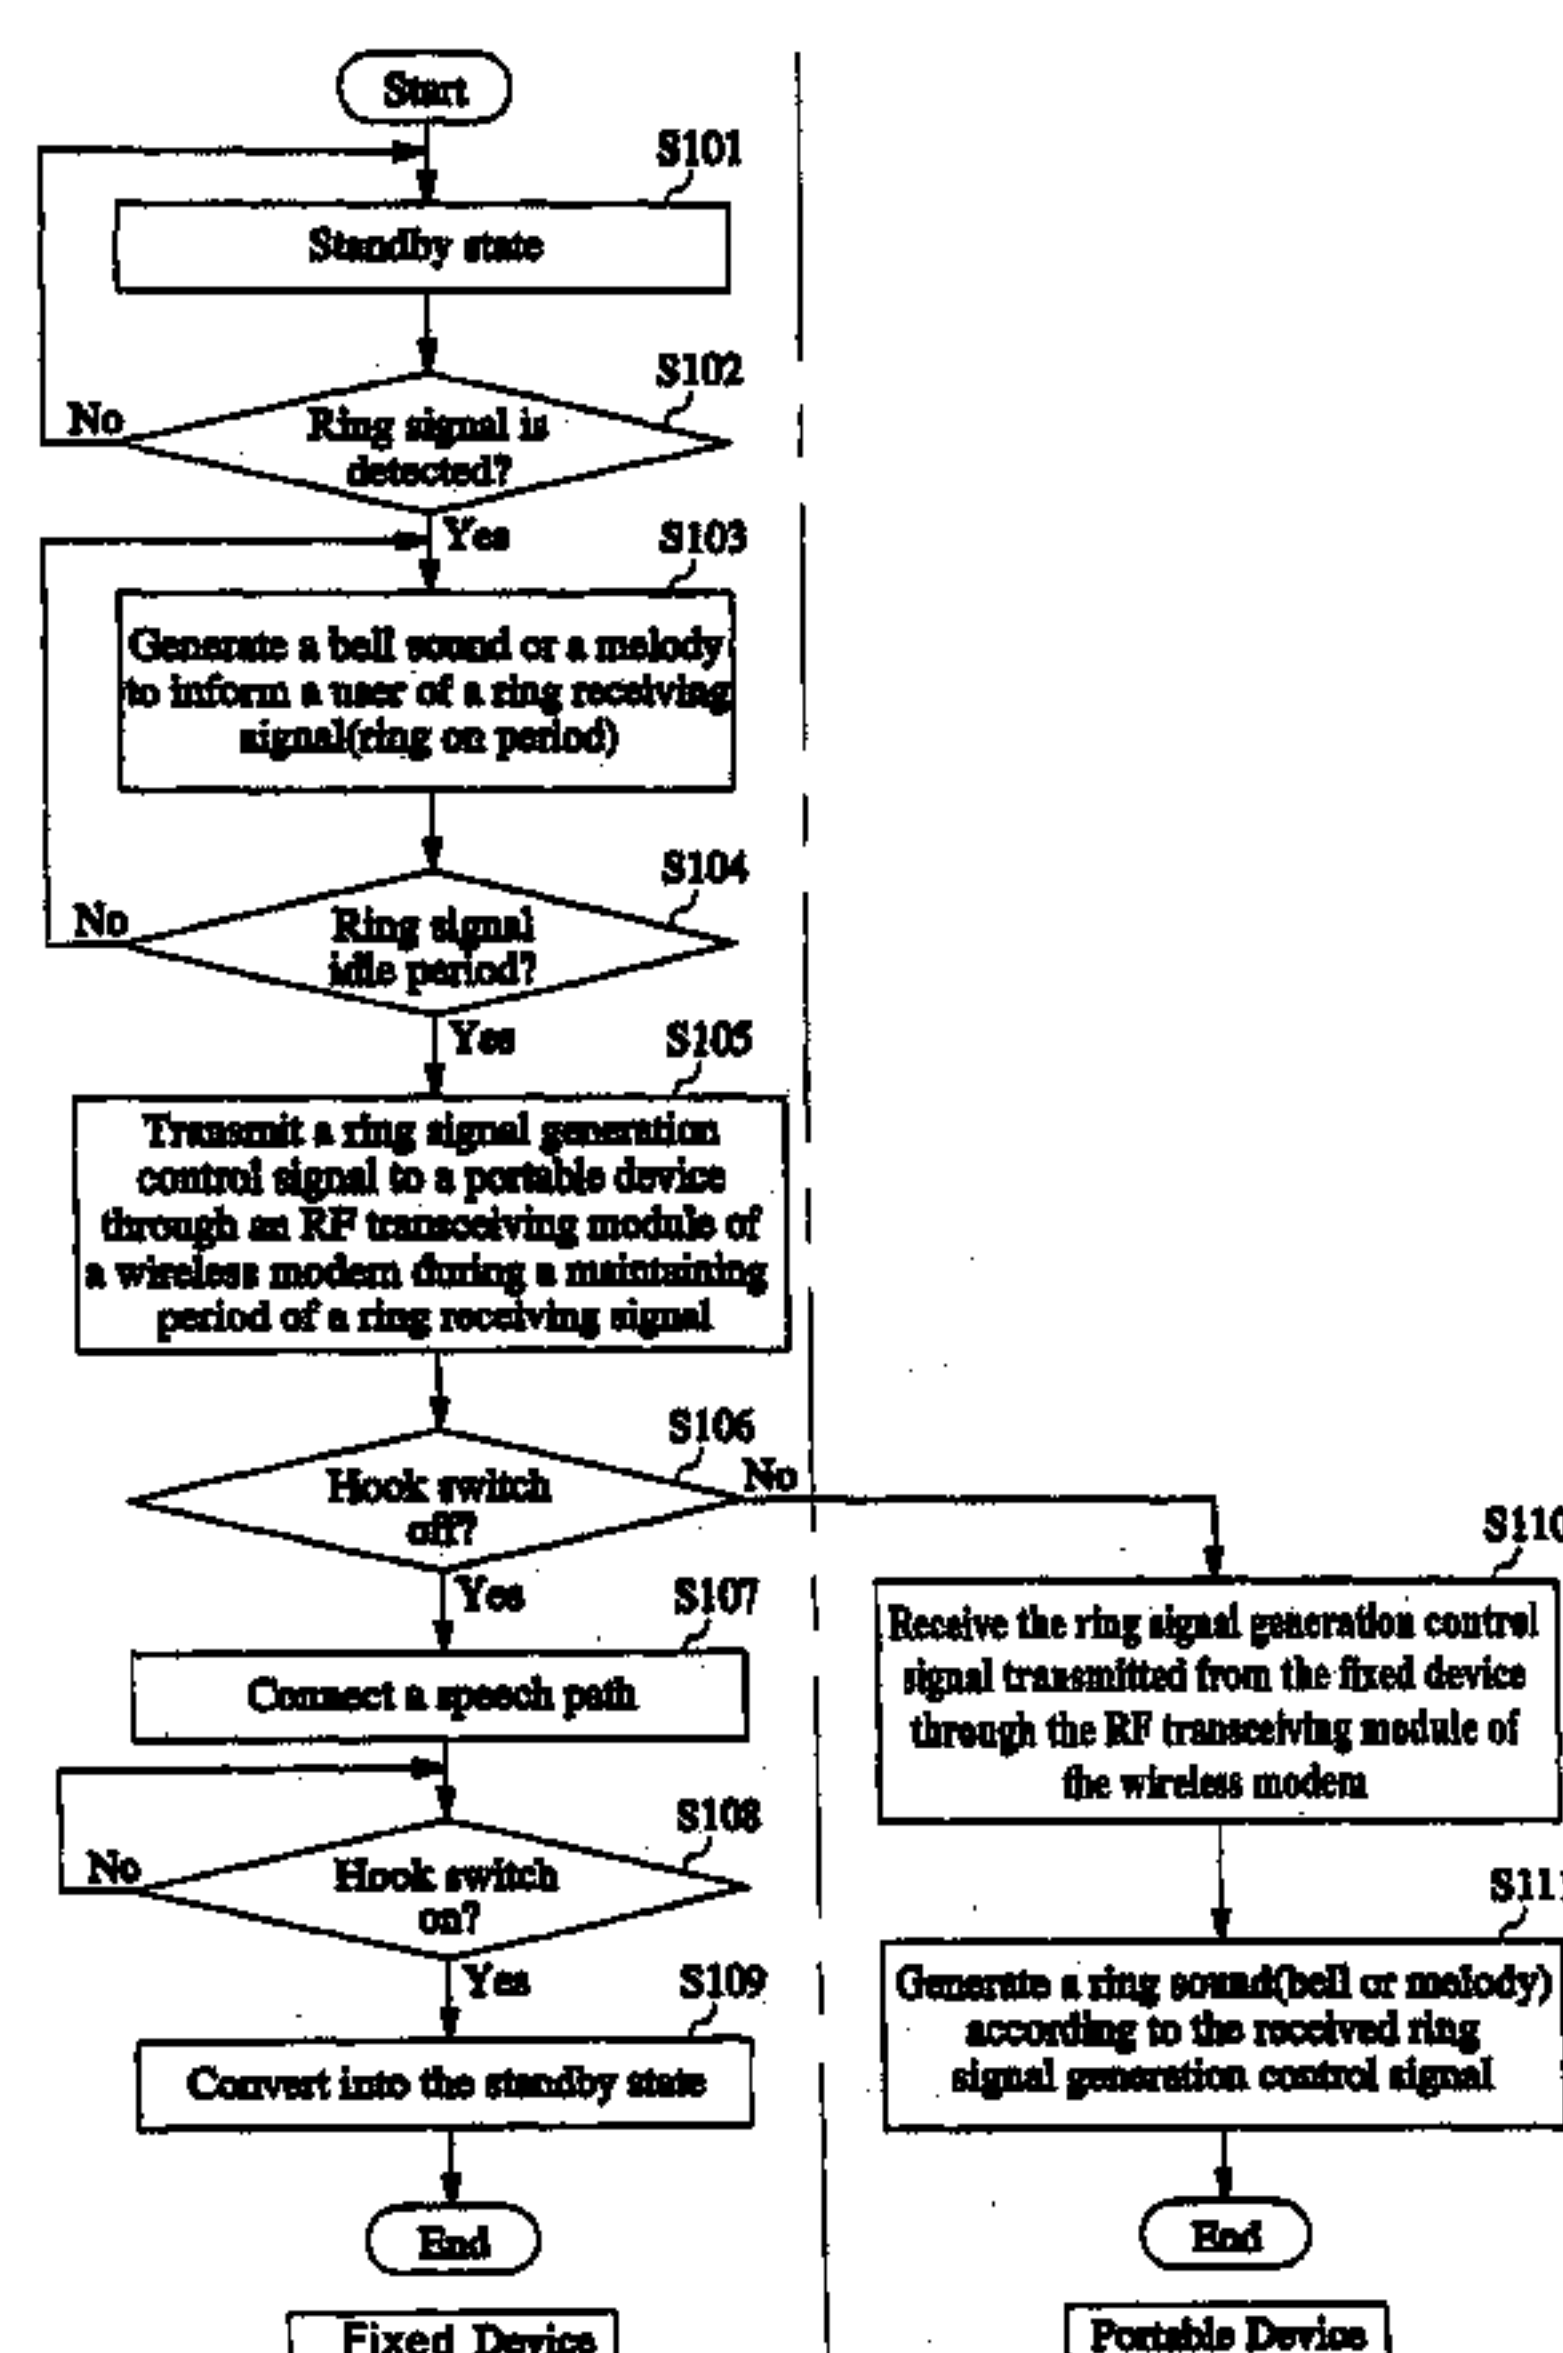 Start
S101
Standby state
S102
No
Ring signal is
detected?
Yes
S103
Generate a bell sound or a melody
to inform a user of a ring receiving
signal(ring on period)
S104
No
Ring signal
idle period?
Yes
S105
Transmit a ring signal generation
control signal to a portable device
through an RF transceiving module of
a wireless modem during a maintaining
period of a ring receiving signal
S106
No
Hook switch
off?
Yes
S107
Connect a speech path
S108
No
Hook switch
on?
Yes
S109
Convert into the standby state
End
Fixed Device
S110
Receive the ring signal generation control
signal transmitted from the fixed device
through the RF transceiving module of
the wireless modem
S111
Generate a ring sound(bell or melody)
according to the received ring
signal generation control signal
End
Portable Device